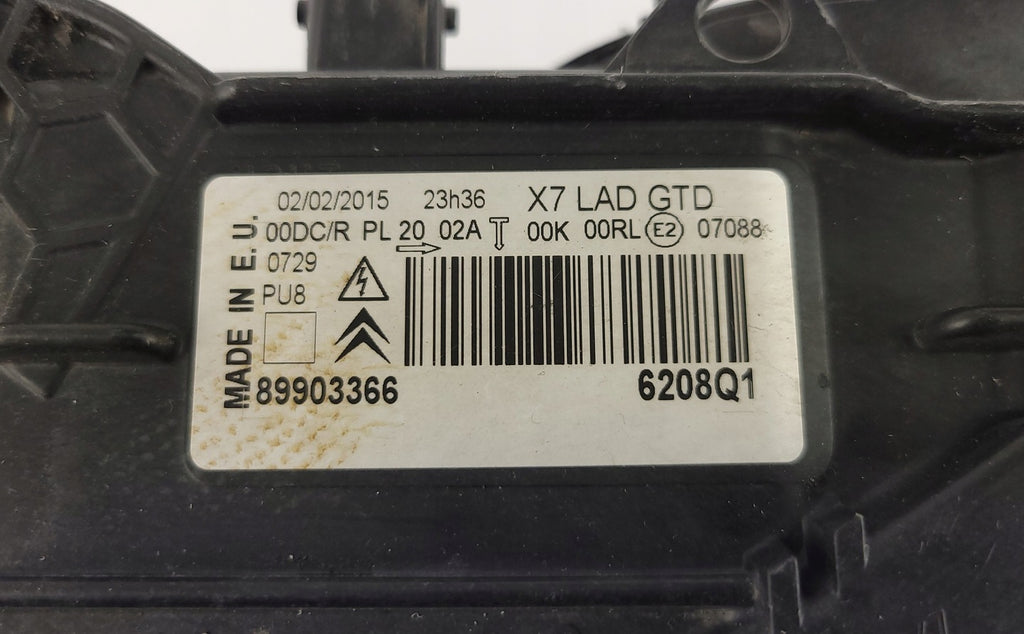 02/02/2015 23h36 X7 LAD GTD
00DC/R PL 20 02A 00K 00RL E2 07088
0729
PU8
MADE IN E.U.
89903366 6208Q1